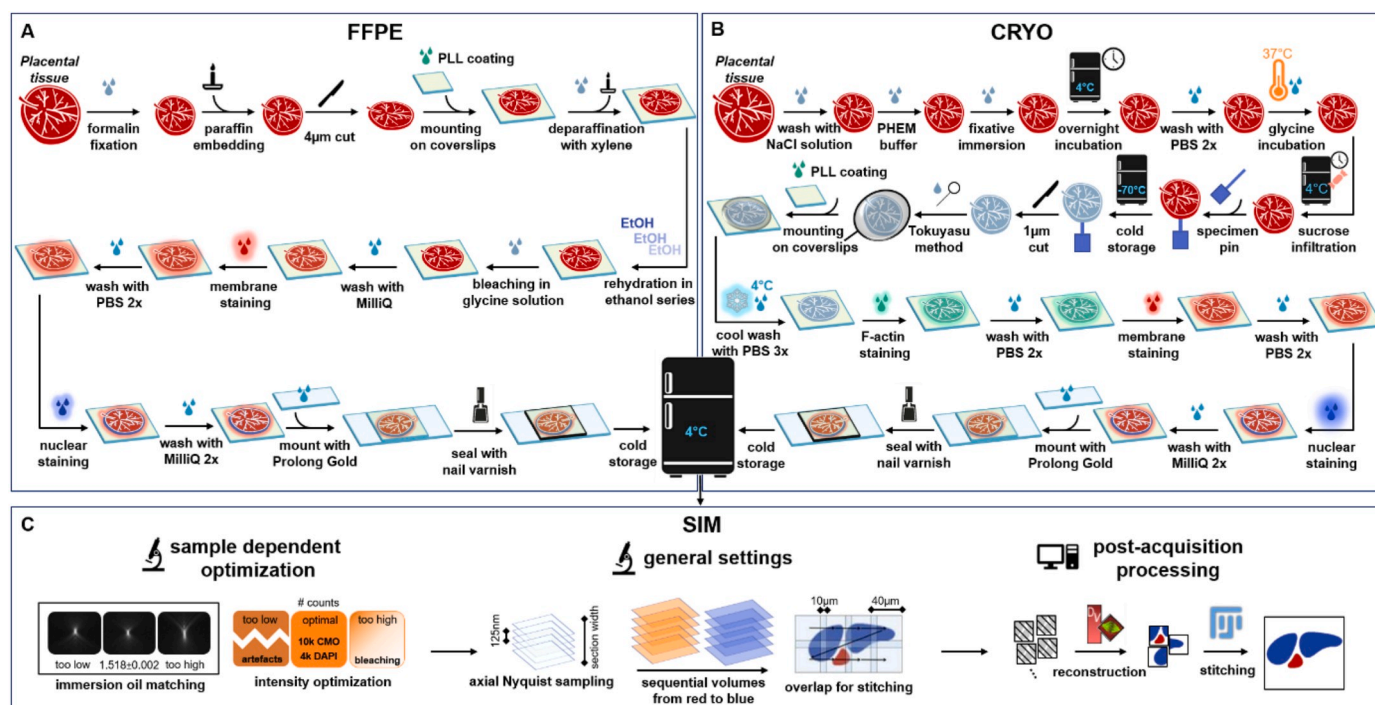 A
FFPE
Placental
tissue
formalin
fixation
paraffin
embedding
4µm cut
PLL coating
mounting
on coverslips
deparaffination
with xylene
EtOH
EtOH
EtOH
rehydration in
ethanol series
bleaching in
glycine solution
wash with
MilliQ
membrane
staining
wash with
PBS 2x
nuclear
staining
wash with
MilliQ 2x
mount with
Prolong Gold
seal with
nail varnish
cold
storage
4°C
B
CRYO
Placental
tissue
wash with
NaCl solution
PHEM
buffer
fixative
immersion
4°C
overnight
incubation
wash with
PBS 2x
37°C
glycine
incubation
4°C
sucrose
infiltration
specimen
pin
-70°C
cold
storage
1µm
cut
Tokuyasu
method
PLL coating
mounting
on coverslips
4°C
cool wash
with PBS 3x
F-actin
staining
wash with
PBS 2x
membrane
staining
wash with
PBS 2x
nuclear
staining
wash with
MilliQ 2x
mount with
Prolong Gold
seal with
nail varnish
cold
storage
C
SIM
sample dependent
optimization
too low
1.518±0.002
too high
immersion oil matching
# counts
too low
artefacts
optimal
10k CMO
4k DAPI
too high
bleaching
intensity optimization
general settings
125nm
section width
axial Nyquist sampling
sequential volumes
from red to blue
10µm
40µm
overlap for stitching
post-acquisition
processing
DV
reconstruction
stitching